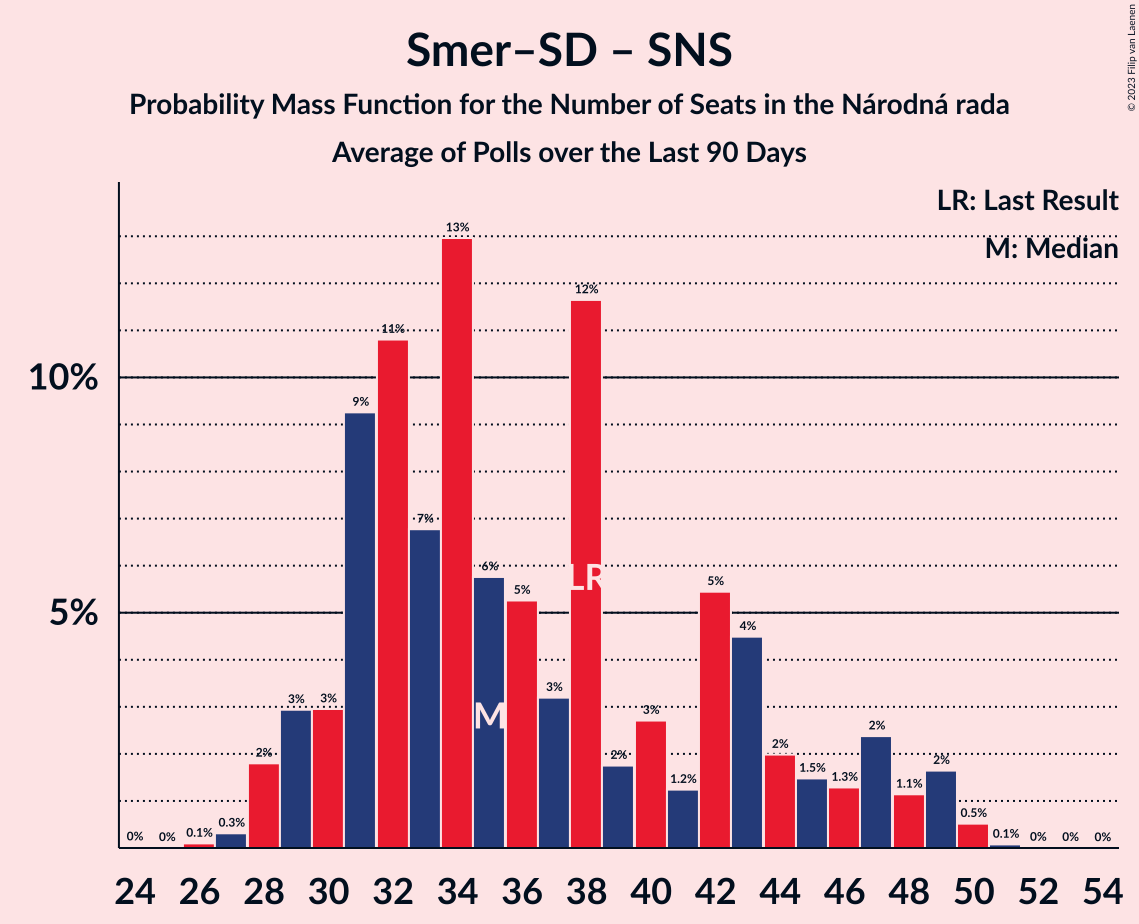 Smer–SD – SNS
Probability Mass Function for the Number of Seats in the Národná rada
Average of Polls over the Last 90 Days
© 2023 Filip van Laenen
LR: Last Result
M: Median
10%
5%
0% 0% 0.1% 0.3% 2% 3% 3% 9% 11% 7% 13% 6% 5% 3% 12% 2% 3% 1.2% 5% 4% 2% 1.5% 1.3% 2% 1.1% 2% 0.5% 0.1% 0% 0% 0%
LR
M
24 26 28 30 32 34 36 38 40 42 44 46 48 50 52 54